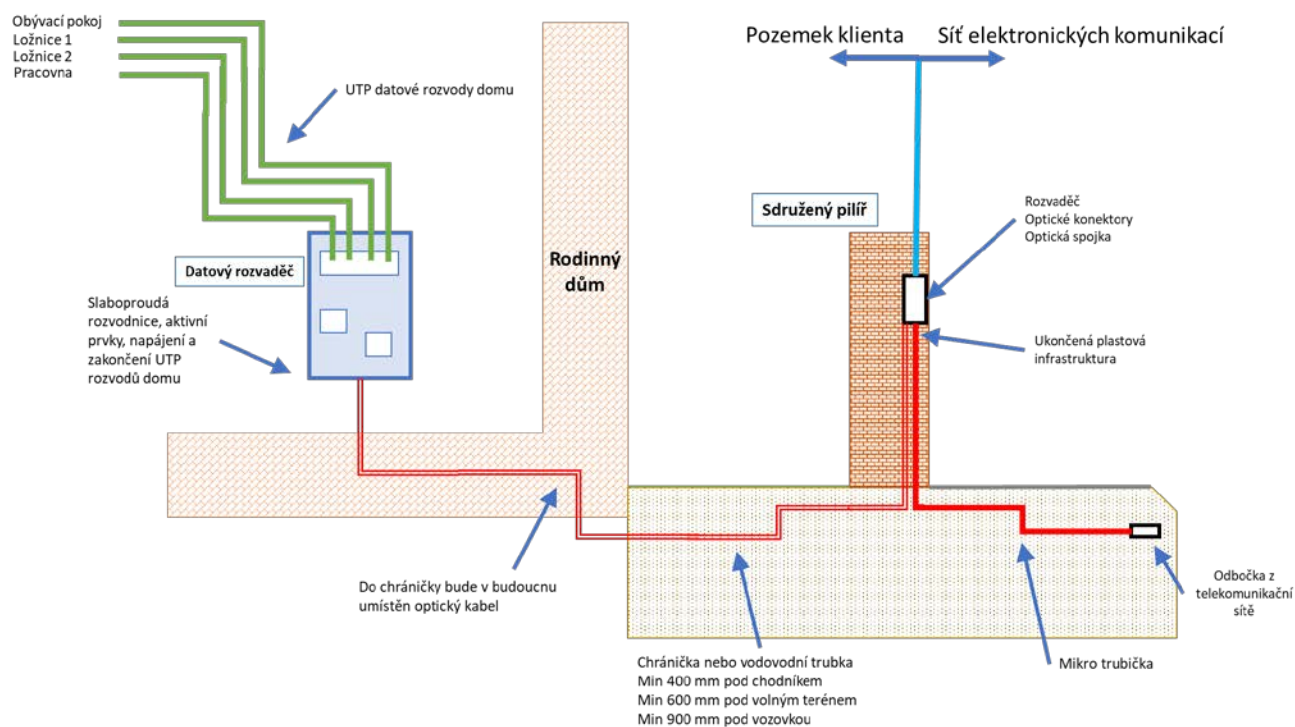 Obývací pokoj
Ložnice 1
Ložnice 2
Pracovna
UTP datové rozvody domu
Pozemek klienta
Síť elektronických komunikací
Sdružený pilíř
Rozvaděč
Optické konektory
Optická spojka
Datový rozvaděč
Rodinný
dům
Slaboproudá
rozvodnice, aktivní
prvky, napájení a
zakončení UTP
rozvodů domu
Ukončená plastová
infrastruktura
Do chráničky bude v budoucnu
umístěn optický kabel
Odbočka z
telekomunikační
sítě
Chránička nebo vodovodní trubka
Min 400 mm pod chodníkem
Min 600 mm pod volným terénem
Min 900 mm pod vozovkou
Mikro trubička